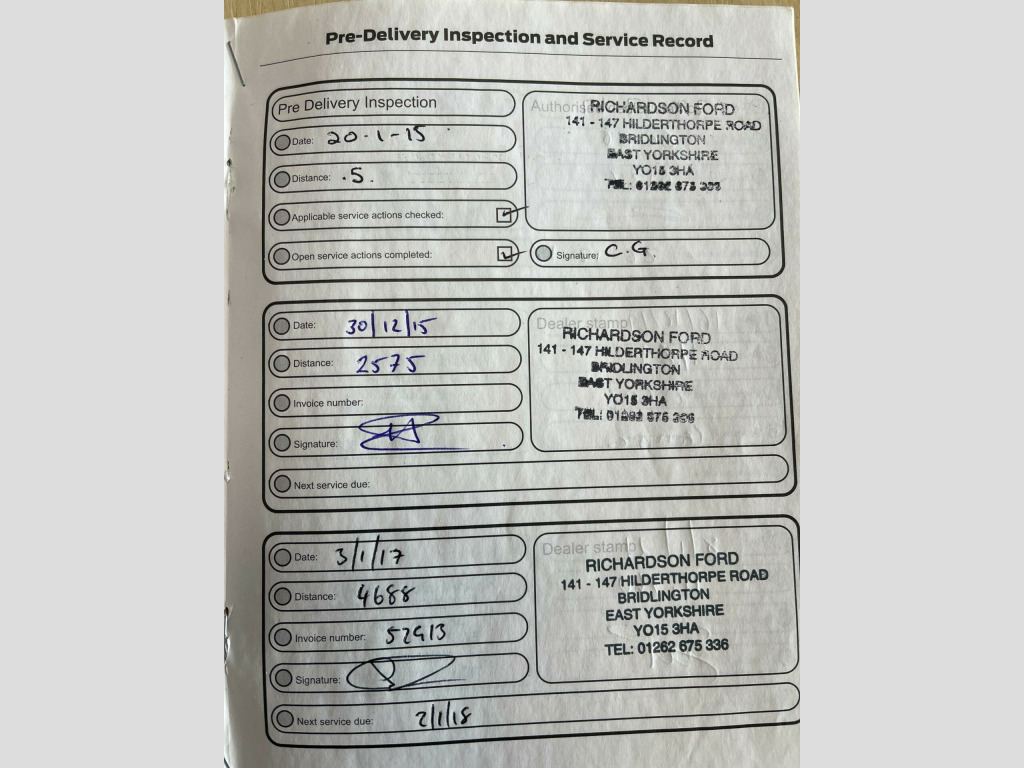 Pre-Delivery Inspection and Service Record
Pre Delivery Inspection
Date: 20-1-15
Distance: .5.
Applicable service actions checked:
Open service actions completed:
RICHARDSON FORD
141 - 147 HILDERTHORPE ROAD
BRIDLINGTON
EAST YORKSHIRE
YO15 3HA
Signature: C.G.
Date: 30/12/15
Distance: 2575
Invoice number:
Signature:
Next service due:
Dealer stamp
RICHARDSON FORD
141 - 147 HILDERTHORPE ROAD
BRIDLINGTON
EAST YORKSHIRE
YO15 3HA
Date: 3/1/17
Distance: 4688
Invoice number: 52913
Signature:
Next service due: 2/1/18
Dealer stamp
RICHARDSON FORD
141 - 147 HILDERTHORPE ROAD
BRIDLINGTON
EAST YORKSHIRE
YO15 3HA
TEL: 01262 675 336